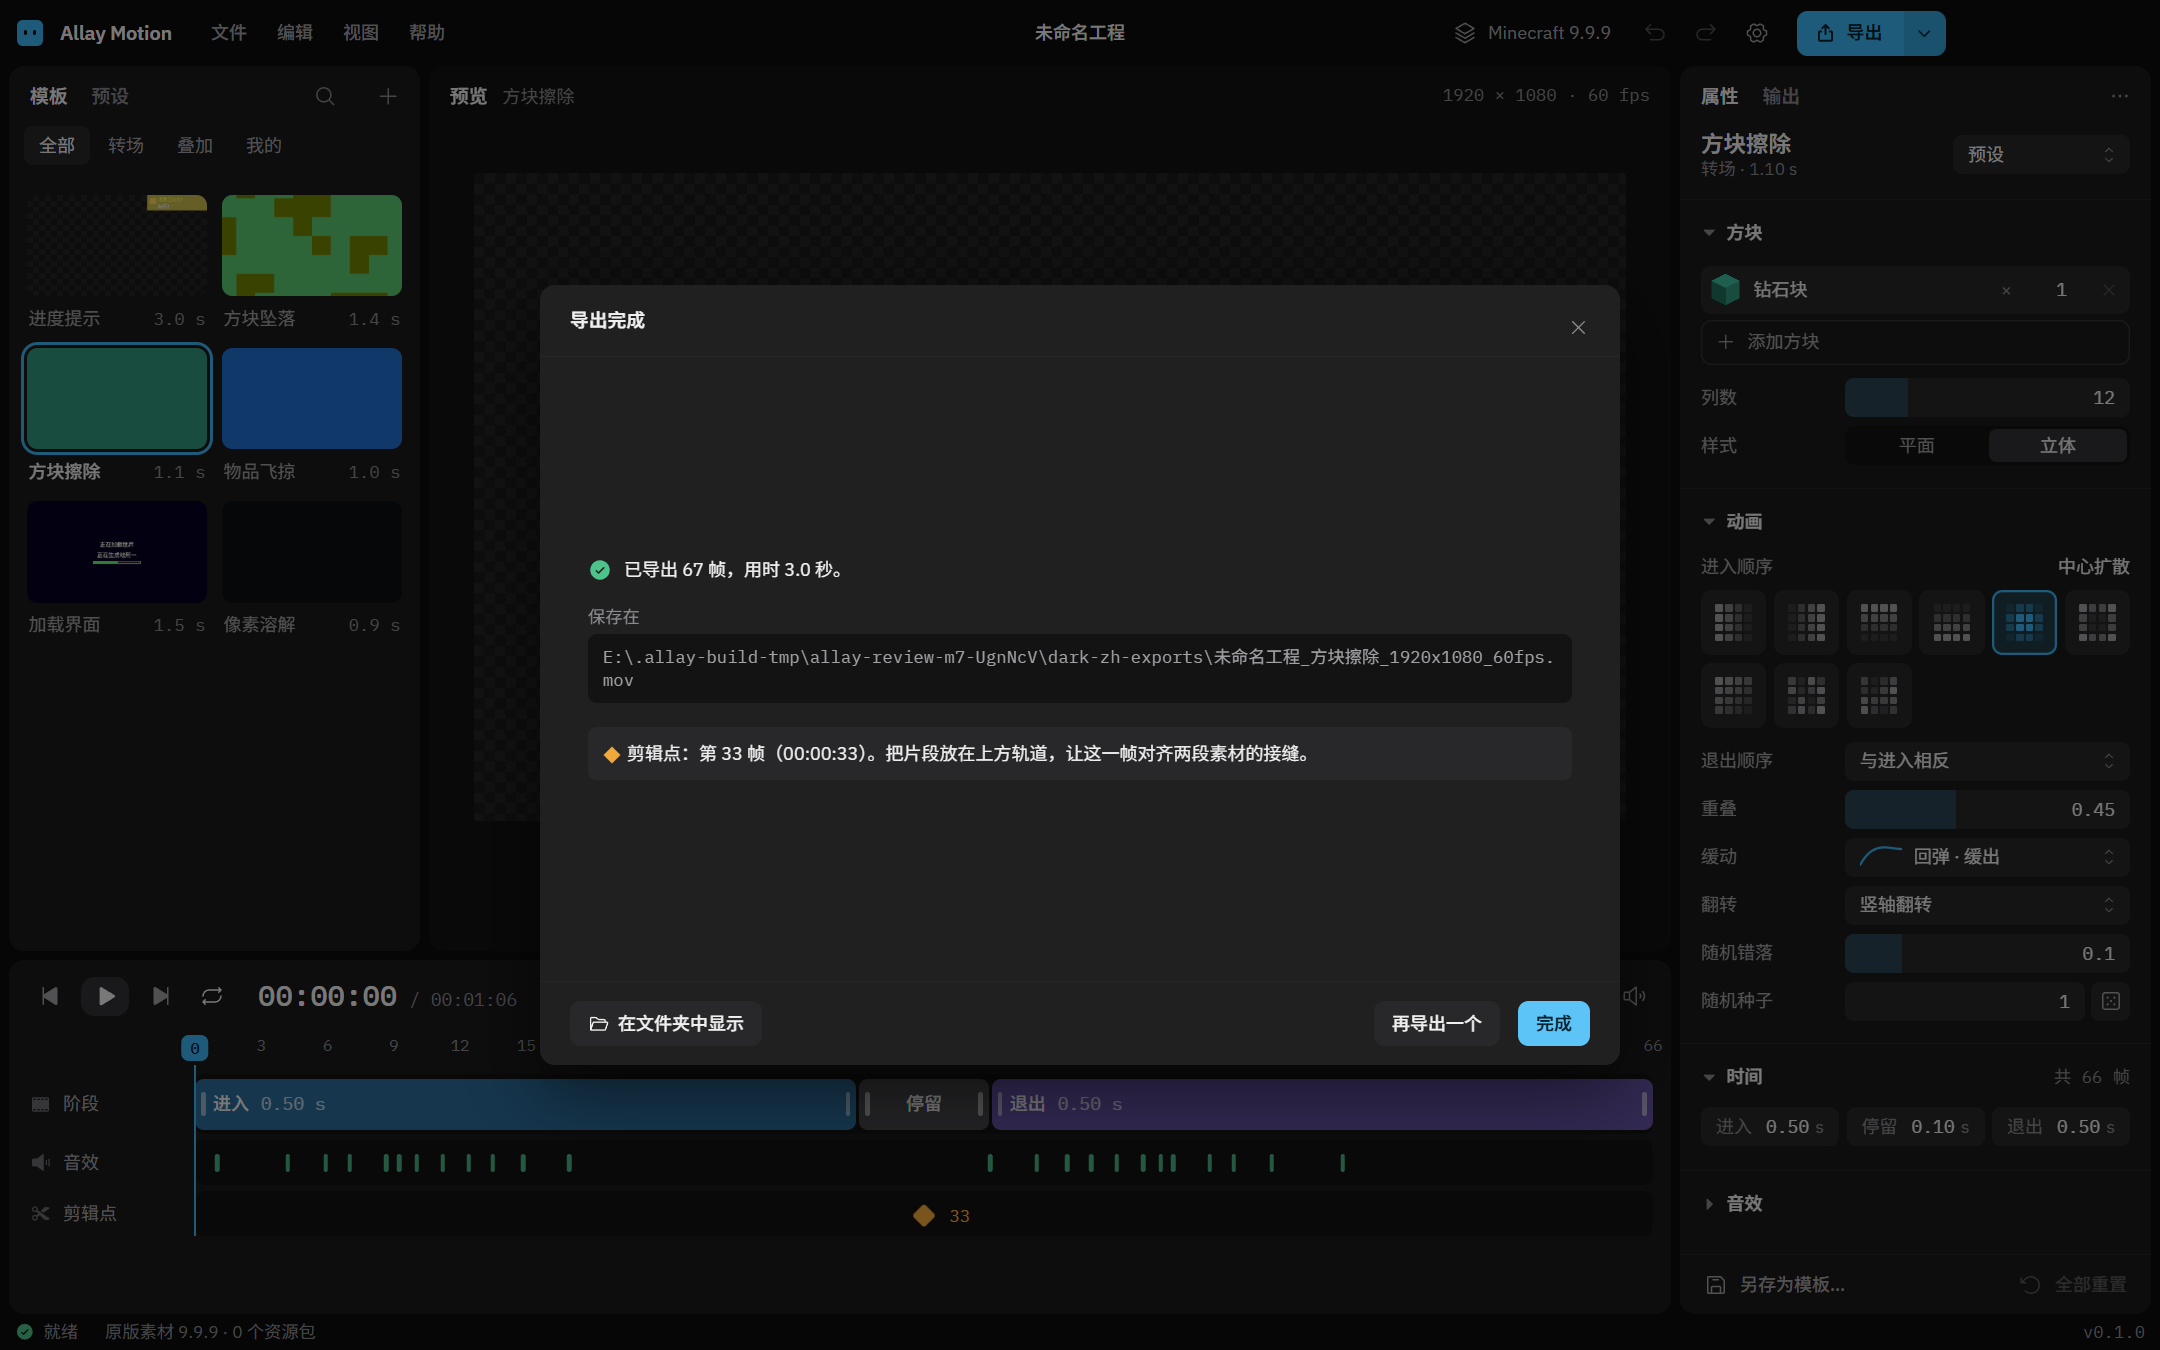 Allay Motion 文件 编辑 视图 帮助
未命名工程
Minecraft 9.9.9
导出
模板 预设
全部 转场 叠加 我的
进度提示 3.0 s
方块坠落 1.4 s
方块擦除 1.1 s
物品飞掠 1.0 s
正在加载世界
加载界面 1.5 s
像素溶解 0.9 s
预览 方块擦除
1920 × 1080 · 60 fps
导出完成
已导出 67 帧，用时 3.0 秒。
保存在
E:\.allay-build-tmp\allay-review-m7-UgnNcV\dark-zh-exports\未命名工程_方块擦除_1920x1080_60fps.
mov
剪辑点：第 33 帧（00:00:33）。把片段放在上方轨道，让这一帧对齐两段素材的接缝。
在文件夹中显示
再导出一个
完成
属性 输出
方块擦除
转场 · 1.10 s
预设
方块
钻石块 × 1
添加方块
列数 12
样式 平面 立体
动画
进入顺序 中心扩散
退出顺序 与进入相反
重叠 0.45
缓动 回弹 · 缓出
翻转 竖轴翻转
随机错落 0.1
随机种子 1
时间 共 66 帧
进入 0.50 s 停留 0.10 s 退出 0.50 s
音效
另存为模板... 全部重置
00:00:00 / 00:01:06
0 3 6 9 12 15 66
阶段 进入 0.50 s 停留 退出 0.50 s
音效
剪辑点 33
就绪 原版素材 9.9.9 · 0 个资源包
v0.1.0